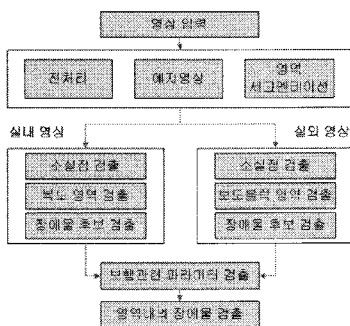 영상 입력
전처리
에지영상
영역
세그멘테이션
실내 영상
실외 영상
소실점 검출
복도 영역 검출
장애물 후보 검출
소실점 검출
보도블럭 영역 검출
장애물 후보 검출
보행관련 파라미터 검출
영역내의 장애물 검출